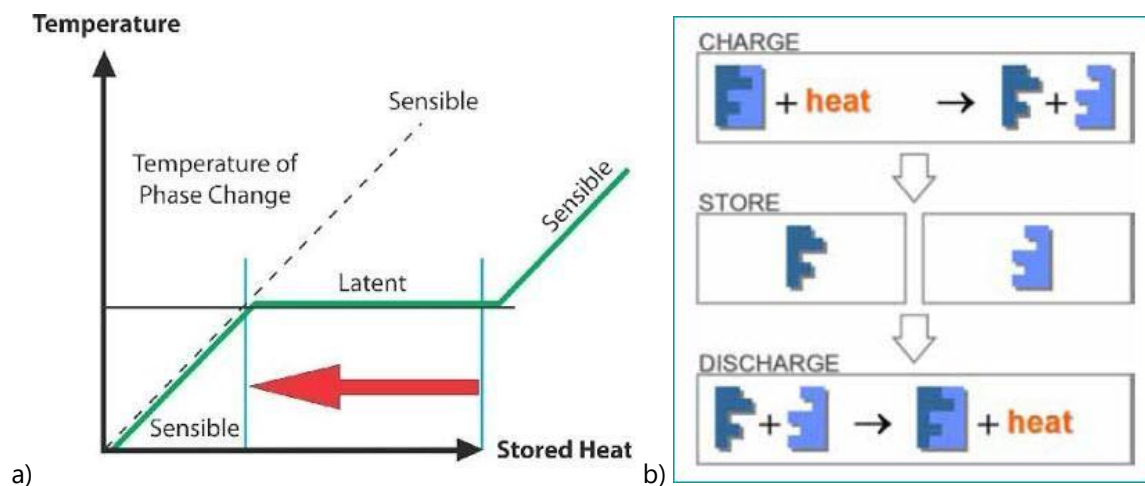 Temperature
Sensible
Temperature of
Phase Change
Sensible
Latent
Sensible
Stored Heat
a)
CHARGE
+ heat → +
STORE
DISCHARGE
+ → + heat
b)